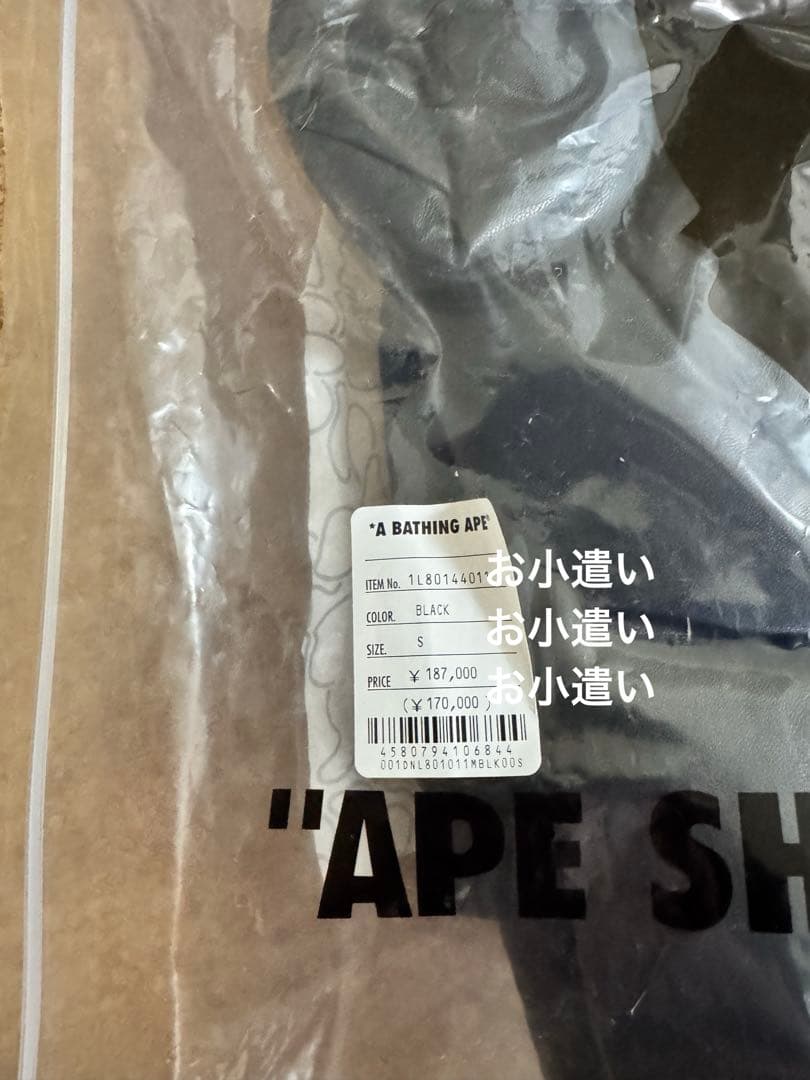 *A BATHING APE®
ITEM No. 1L80144011
お小遣い
COLOR. BLACK
お小遣い
SIZE. S
PRICE ￥187,000
お小遣い
(￥170,000)
4580794106844
001DNL801011MBLK00S
"APE SH